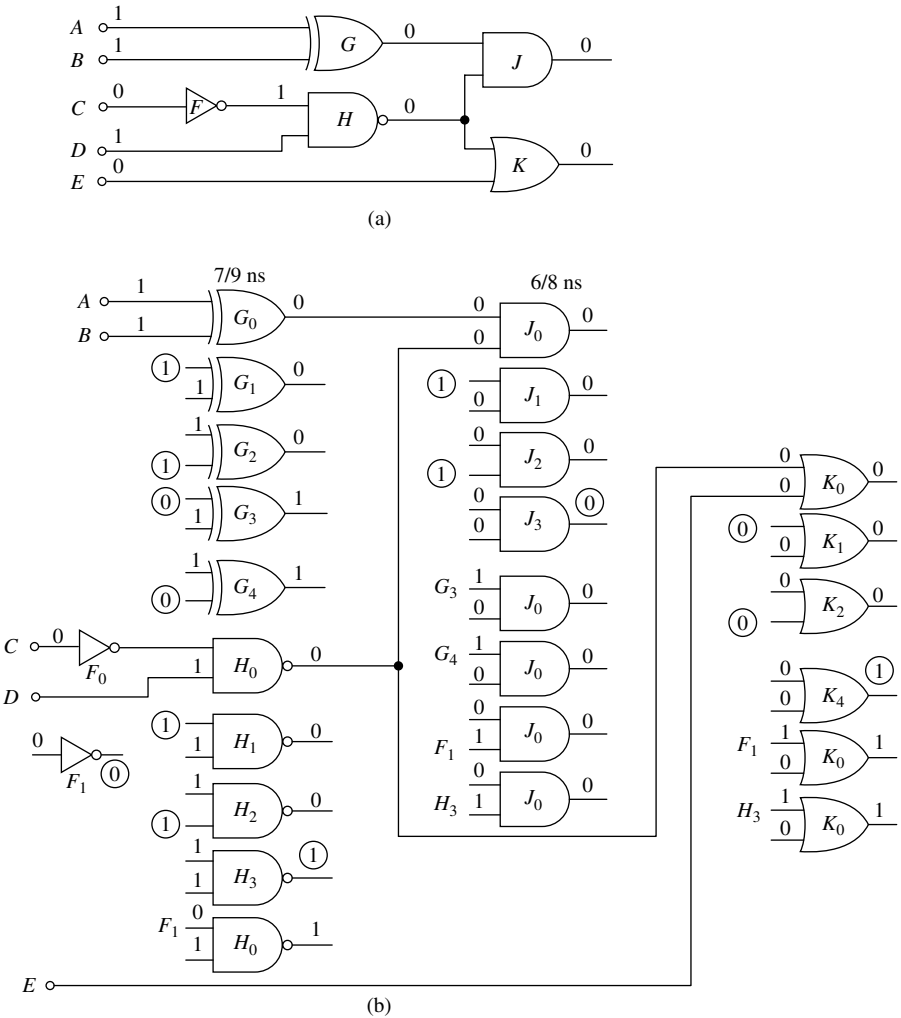 A 1 0 0
G J
B 1
C 0 F 1 H 0
D 1
E 0 K 0
(a)
7/9 ns 6/8 ns
A 1 G0 0 0 J0 0
B 1 0
1 1 G1 0 1 0 J1 0
1 1 G2 0 0 1 J2 0
0 0 K0 0
0 1 G3 1 0 0 J3 0
0 0 K1 0
1 0 G4 1 G3 1 0 J0 0
0 0 K2 0
C 0 F0 1 H0 0 G4 1 0 J0 0
D
0 0 K4 1
1 1 H1 0 0 F1 1 J0 0
0 F1 0
F1 1 0 K0 1
1 1 H2 0 0 H3 1 J0 0
H3 1 0 K0 1
1 1 H3 1
F1 0 1 H0 1
E
(b)